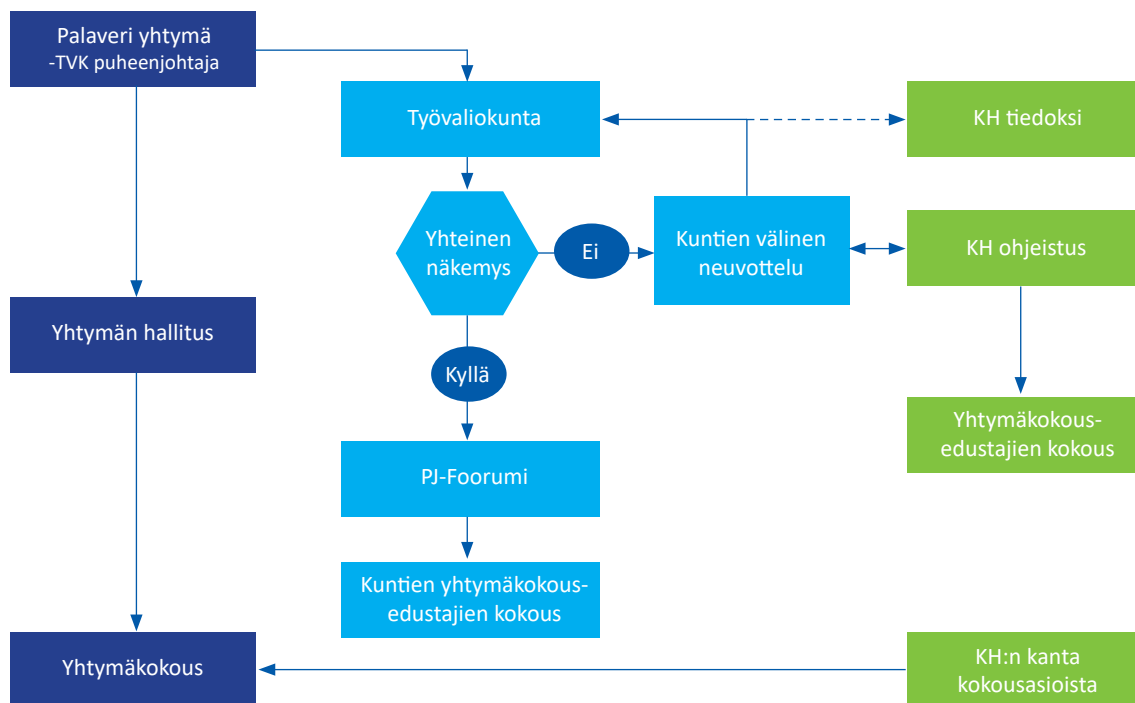 Palaveri yhtymä
-TVK puheenjohtaja
Työvaliokunta
KH tiedoksi
Yhteinen
näkemys
Ei
Kuntien välinen
neuvottelu
KH ohjeistus
Yhtymän hallitus
Kyllä
Yhtymäkokous-
edustajien kokous
PJ-Foorumi
Kuntien yhtymäkokous-
edustajien kokous
Yhtymäkokous
KH:n kanta
kokousasioista